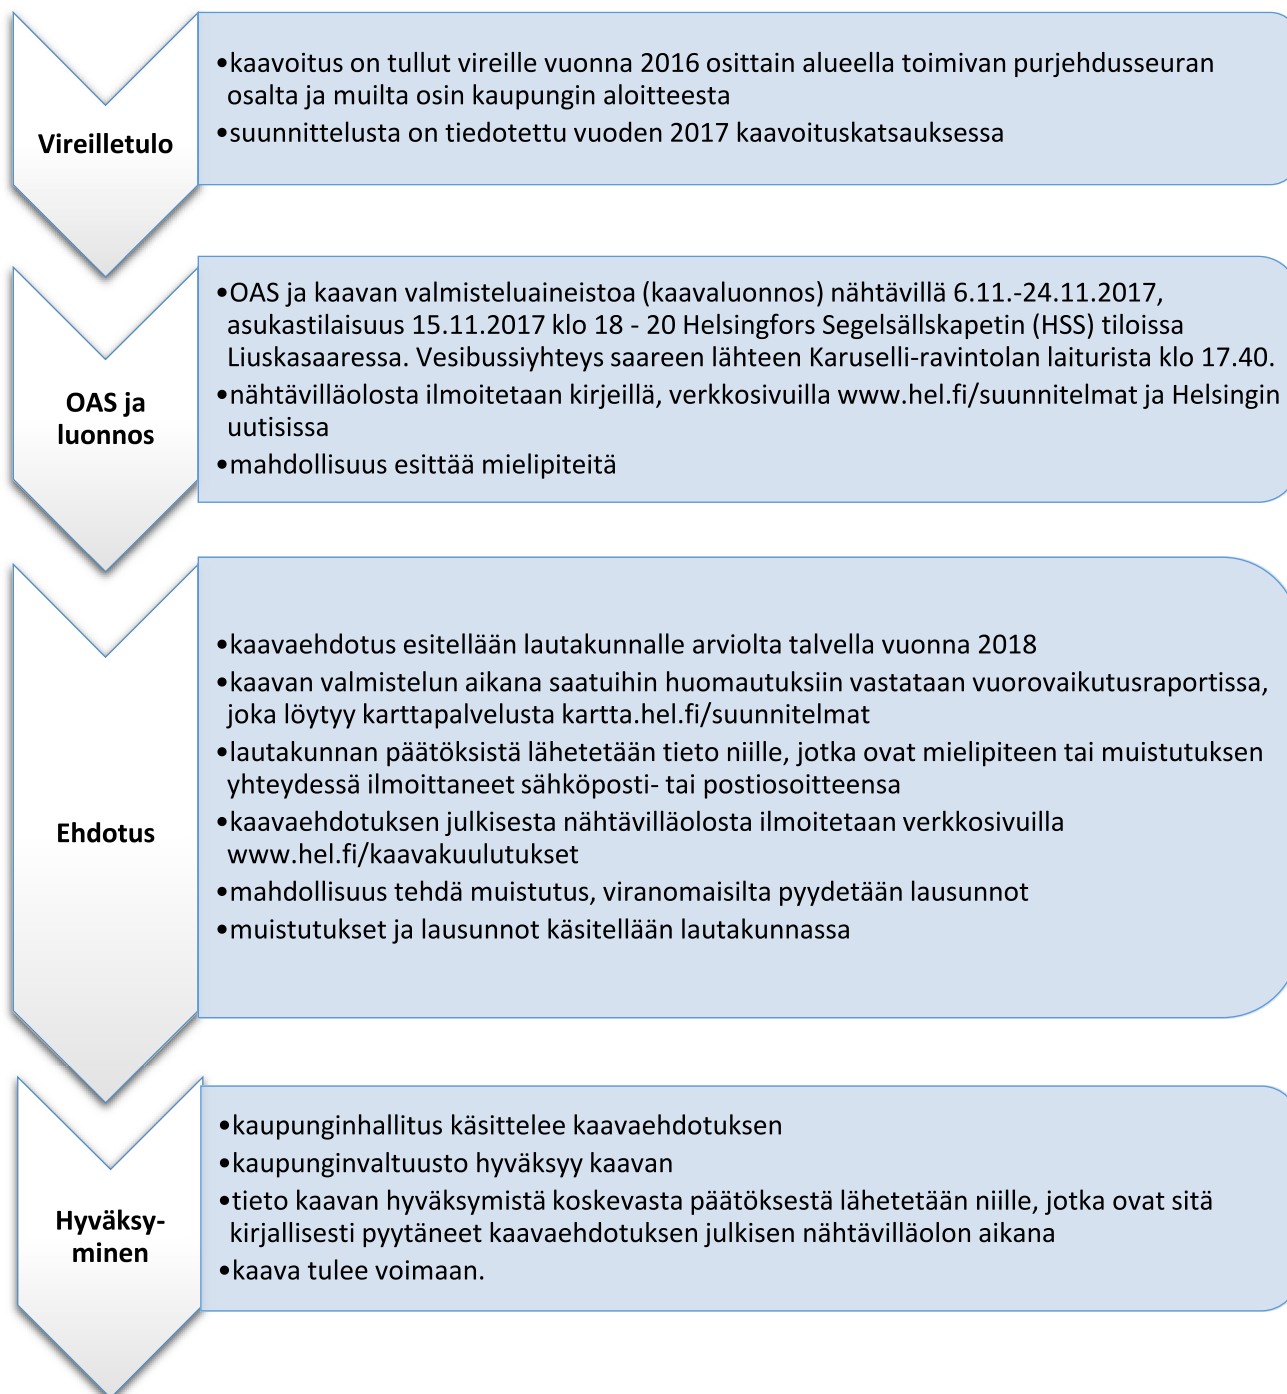 Vireilletulo
•kaavoitus on tullut vireille vuonna 2016 osittain alueella toimivan purjehdusseuran
osalta ja muilta osin kaupungin aloitteesta
•suunnittelusta on tiedotettu vuoden 2017 kaavoituskatsauksessa
OAS ja
luonnos
•OAS ja kaavan valmisteluaineistoa (kaavaluonnos) nähtävillä 6.11.-24.11.2017,
asukastilaisuus 15.11.2017 klo 18 - 20 Helsingfors Segelsällskapetin (HSS) tiloissa
Liuskasaaressa. Vesibussiyhteys saareen lähteen Karuselli-ravintolan laiturista klo 17.40.
•nähtävilläolosta ilmoitetaan kirjeillä, verkkosivuilla www.hel.fi/suunnitelmat ja Helsingin
uutisissa
•mahdollisuus esittää mielipiteitä
Ehdotus
•kaavaehdotus esitellään lautakunnalle arviolta talvella vuonna 2018
•kaavan valmistelun aikana saatuihin huomautuksiin vastataan vuorovaikutusraportissa,
joka löytyy karttapalvelusta kartta.hel.fi/suunnitelmat
•lautakunnan päätöksistä lähetetään tieto niille, jotka ovat mielipiteen tai muistutuksen
yhteydessä ilmoittaneet sähköposti- tai postiosoitteensa
•kaavaehdotuksen julkisesta nähtävilläolosta ilmoitetaan verkkosivuilla
www.hel.fi/kaavakuulutukset
•mahdollisuus tehdä muistutus, viranomaisilta pyydetään lausunnot
•muistutukset ja lausunnot käsitellään lautakunnassa
Hyväksy-
minen
•kaupunginhallitus käsittelee kaavaehdotuksen
•kaupunginvaltuusto hyväksyy kaavan
•tieto kaavan hyväksymistä koskevasta päätöksestä lähetetään niille, jotka ovat sitä
kirjallisesti pyytäneet kaavaehdotuksen julkisen nähtävilläolon aikana
•kaava tulee voimaan.